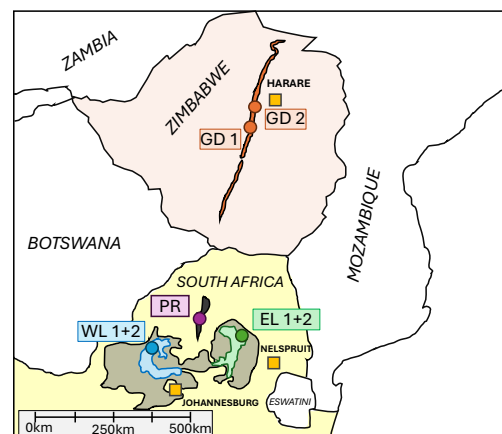 ZAMBIA
ZIMBABWE
HARARE
GD 2
GD 1
MOZAMBIQUE
BOTSWANA
SOUTH AFRICA
PR
WL 1+2
EL 1+2
NELSPRUIT
JOHANNESBURG
ESWATINI
0km 250km 500km